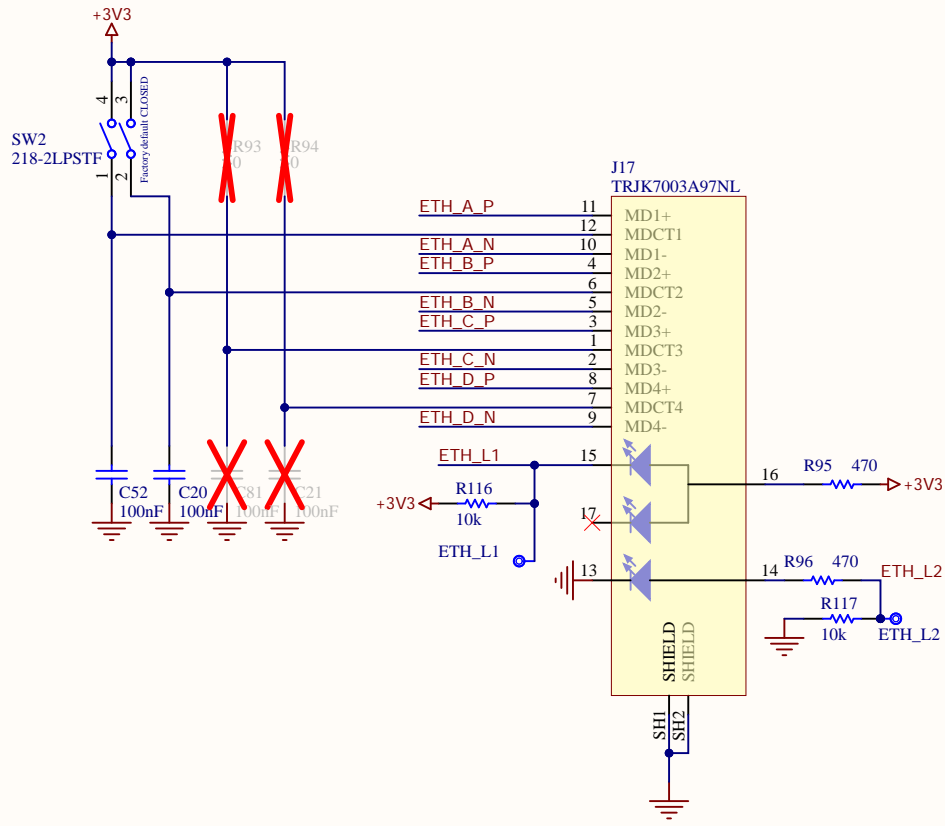 +3V3
4
3
Factory default CLOSED
SW2
218-2LPSTF
1
2
R93
0
R94
0
J17
TRJK7003A97NL
ETH_A_P
11
MD1+
12
MDCT1
ETH_A_N
10
MD1-
ETH_B_P
4
MD2+
6
MDCT2
ETH_B_N
5
MD2-
ETH_C_P
3
MD3+
1
MDCT3
ETH_C_N
2
MD3-
ETH_D_P
8
MD4+
7
MDCT4
ETH_D_N
9
MD4-
ETH_L1
15
16
R95 470
+3V3
C52
100nF
C20
100nF
C81
100nF
C21
100nF
+3V3
R116
10k
17
ETH_L1
13
14
R96 470
ETH_L2
R117
10k
ETH_L2
SHIELD
SHIELD
SH1
SH2